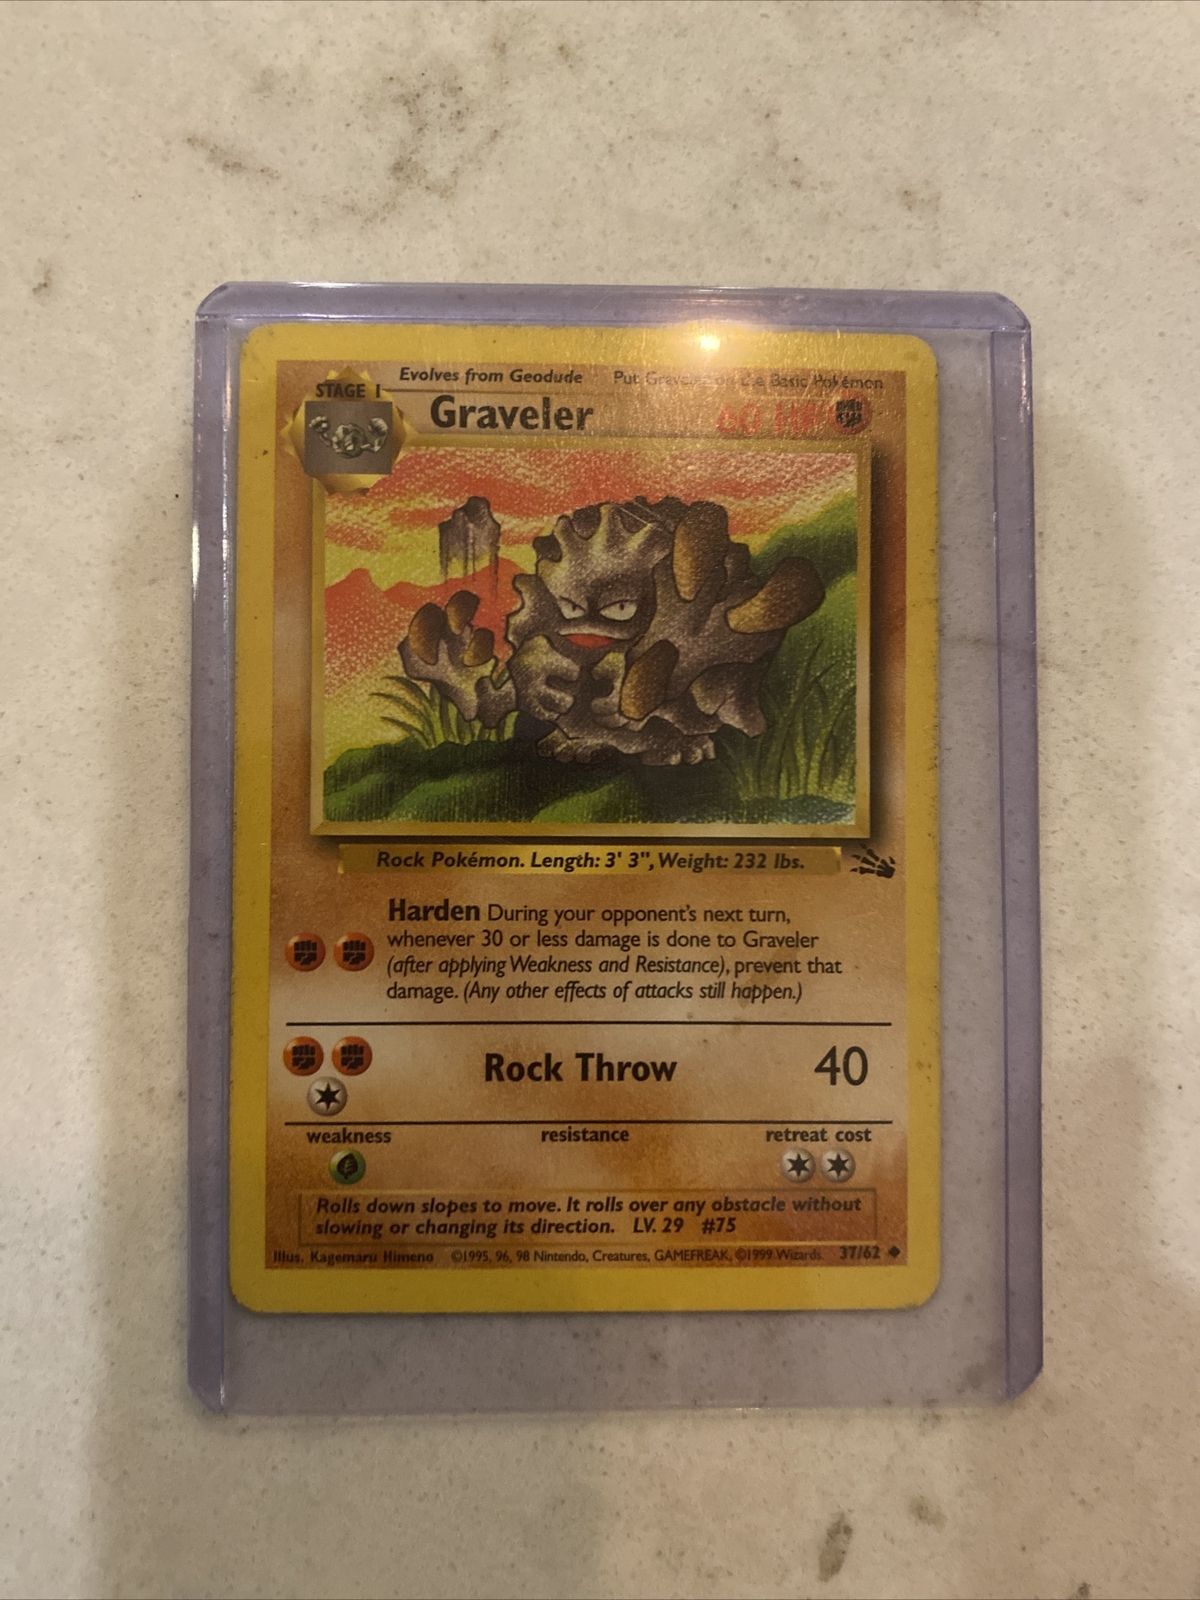 Evolves from Geodude Put Graveler on the Basic Pokémon
STAGE 1
Graveler 60 HP
Rock Pokémon. Length: 3' 3", Weight: 232 lbs.
Harden During your opponent's next turn,
whenever 30 or less damage is done to Graveler
(after applying Weakness and Resistance), prevent that
damage. (Any other effects of attacks still happen.)
Rock Throw 40
weakness resistance retreat cost
Rolls down slopes to move. It rolls over any obstacle without
slowing or changing its direction. LV. 29 #75
Illus. Kagemaru Himeno ©1995, 96, 98 Nintendo, Creatures, GAMEFREAK, ©1999 Wizards. 37/62